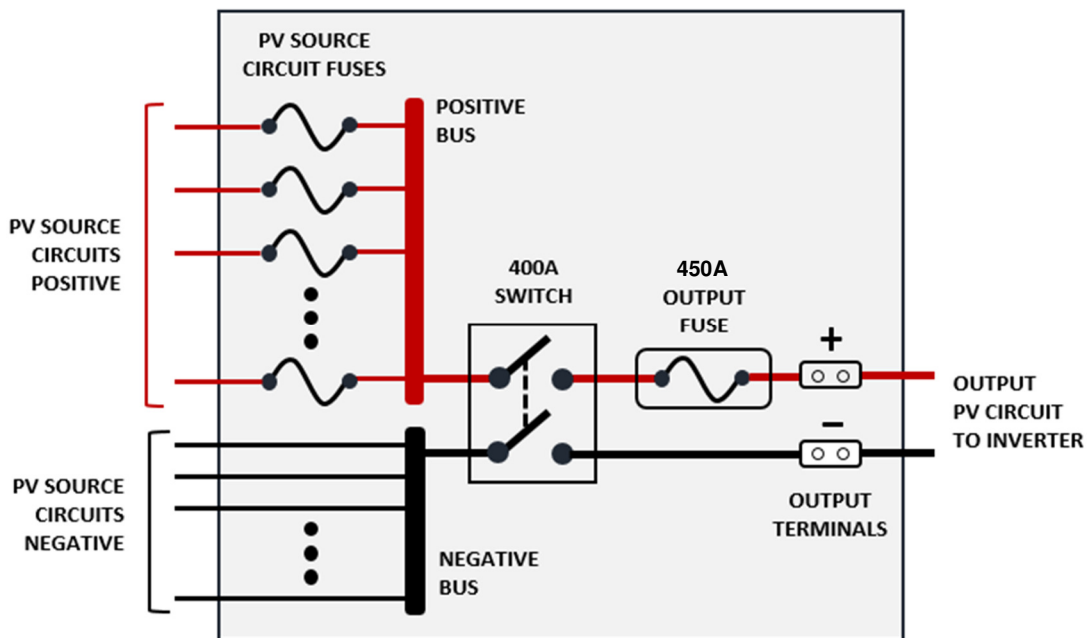 PV SOURCE
CIRCUIT FUSES
POSITIVE
BUS
PV SOURCE
CIRCUITS
POSITIVE
400A
SWITCH
450A
OUTPUT
FUSE
+
OUTPUT
PV CIRCUIT
TO INVERTER
−
PV SOURCE
CIRCUITS
NEGATIVE
OUTPUT
TERMINALS
NEGATIVE
BUS